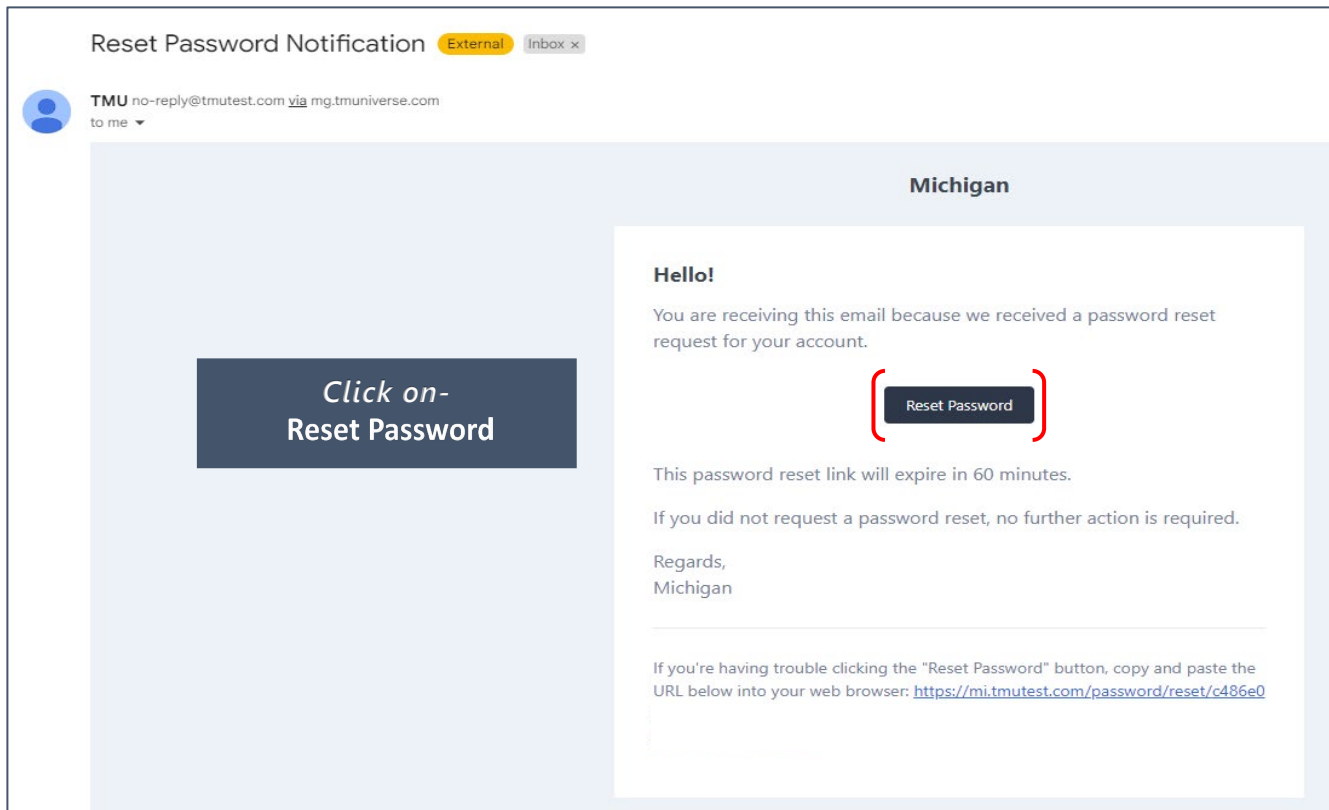 Reset Password Notification External Inbox x
TMU no-reply@tmutest.com via mg.tmuniverse.com
to me
Michigan
Hello!
You are receiving this email because we received a password reset
request for your account.
Click on-
Reset Password
Reset Password
This password reset link will expire in 60 minutes.
If you did not request a password reset, no further action is required.
Regards,
Michigan
If you're having trouble clicking the "Reset Password" button, copy and paste the
URL below into your web browser: https://mi.tmutest.com/password/reset/c486e0